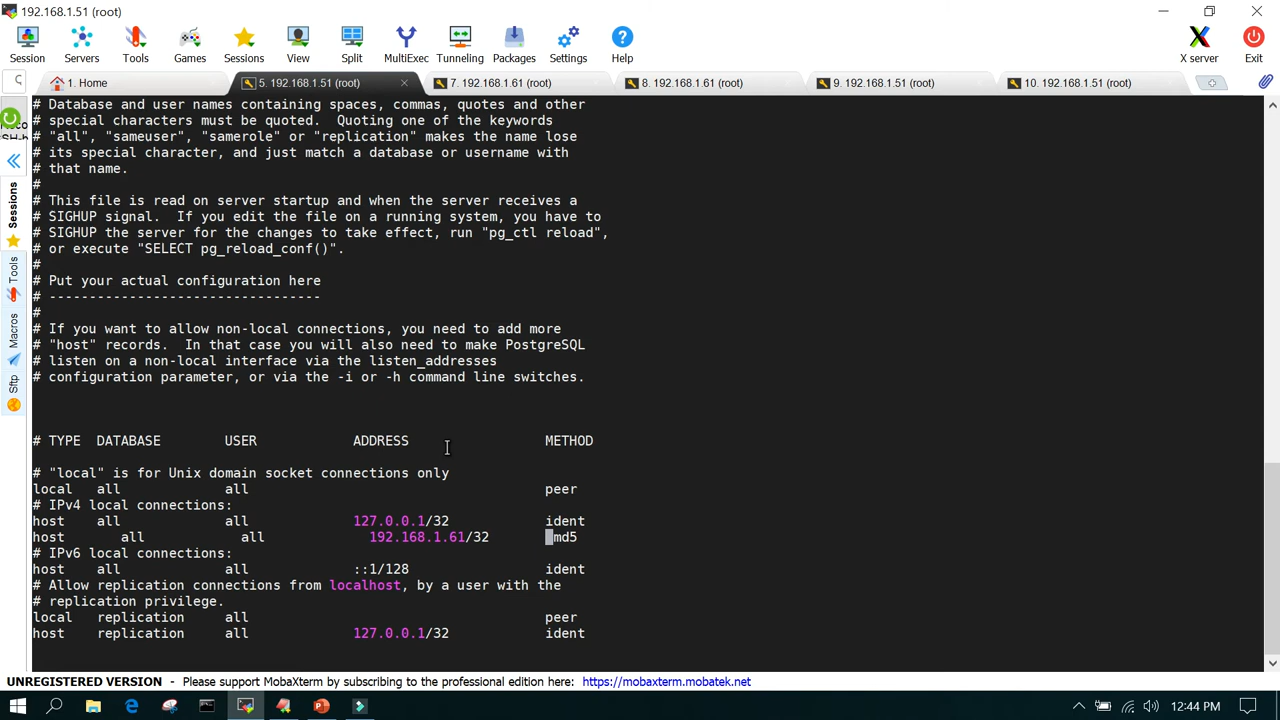 192.168.1.51 (root)
Session Servers Tools Games Sessions View Split MultiExec Tunneling Packages Settings Help X server Exit
1. Home 5. 192.168.1.51 (root) 7. 192.168.1.61 (root) 8. 192.168.1.61 (root) 9. 192.168.1.51 (root) 10. 192.168.1.51 (root)
# Database and user names containing spaces, commas, quotes and other
# special characters must be quoted.  Quoting one of the keywords
# "all", "sameuser", "samerole" or "replication" makes the name lose
# its special character, and just match a database or username with
# that name.
#
# This file is read on server startup and when the server receives a
# SIGHUP signal.  If you edit the file on a running system, you have to
# SIGHUP the server for the changes to take effect, run "pg_ctl reload",
# or execute "SELECT pg_reload_conf()".
#
# Put your actual configuration here
# ----------------------------------
#
# If you want to allow non-local connections, you need to add more
# "host" records.  In that case you will also need to make PostgreSQL
# listen on a non-local interface via the listen_addresses
# configuration parameter, or via the -i or -h command line switches.
# TYPE  DATABASE        USER            ADDRESS                 METHOD
# "local" is for Unix domain socket connections only
local   all             all                                     peer
# IPv4 local connections:
host    all             all             127.0.0.1/32            ident
host       all            all             192.168.1.61/32       md5
# IPv6 local connections:
host    all             all             ::1/128                 ident
# Allow replication connections from localhost, by a user with the
# replication privilege.
local   replication     all                                     peer
host    replication     all             127.0.0.1/32            ident
Sessions
Tools
Macros
Sftp
UNREGISTERED VERSION - Please support MobaXterm by subscribing to the professional edition here: https://mobaxterm.mobatek.net
12:44 PM